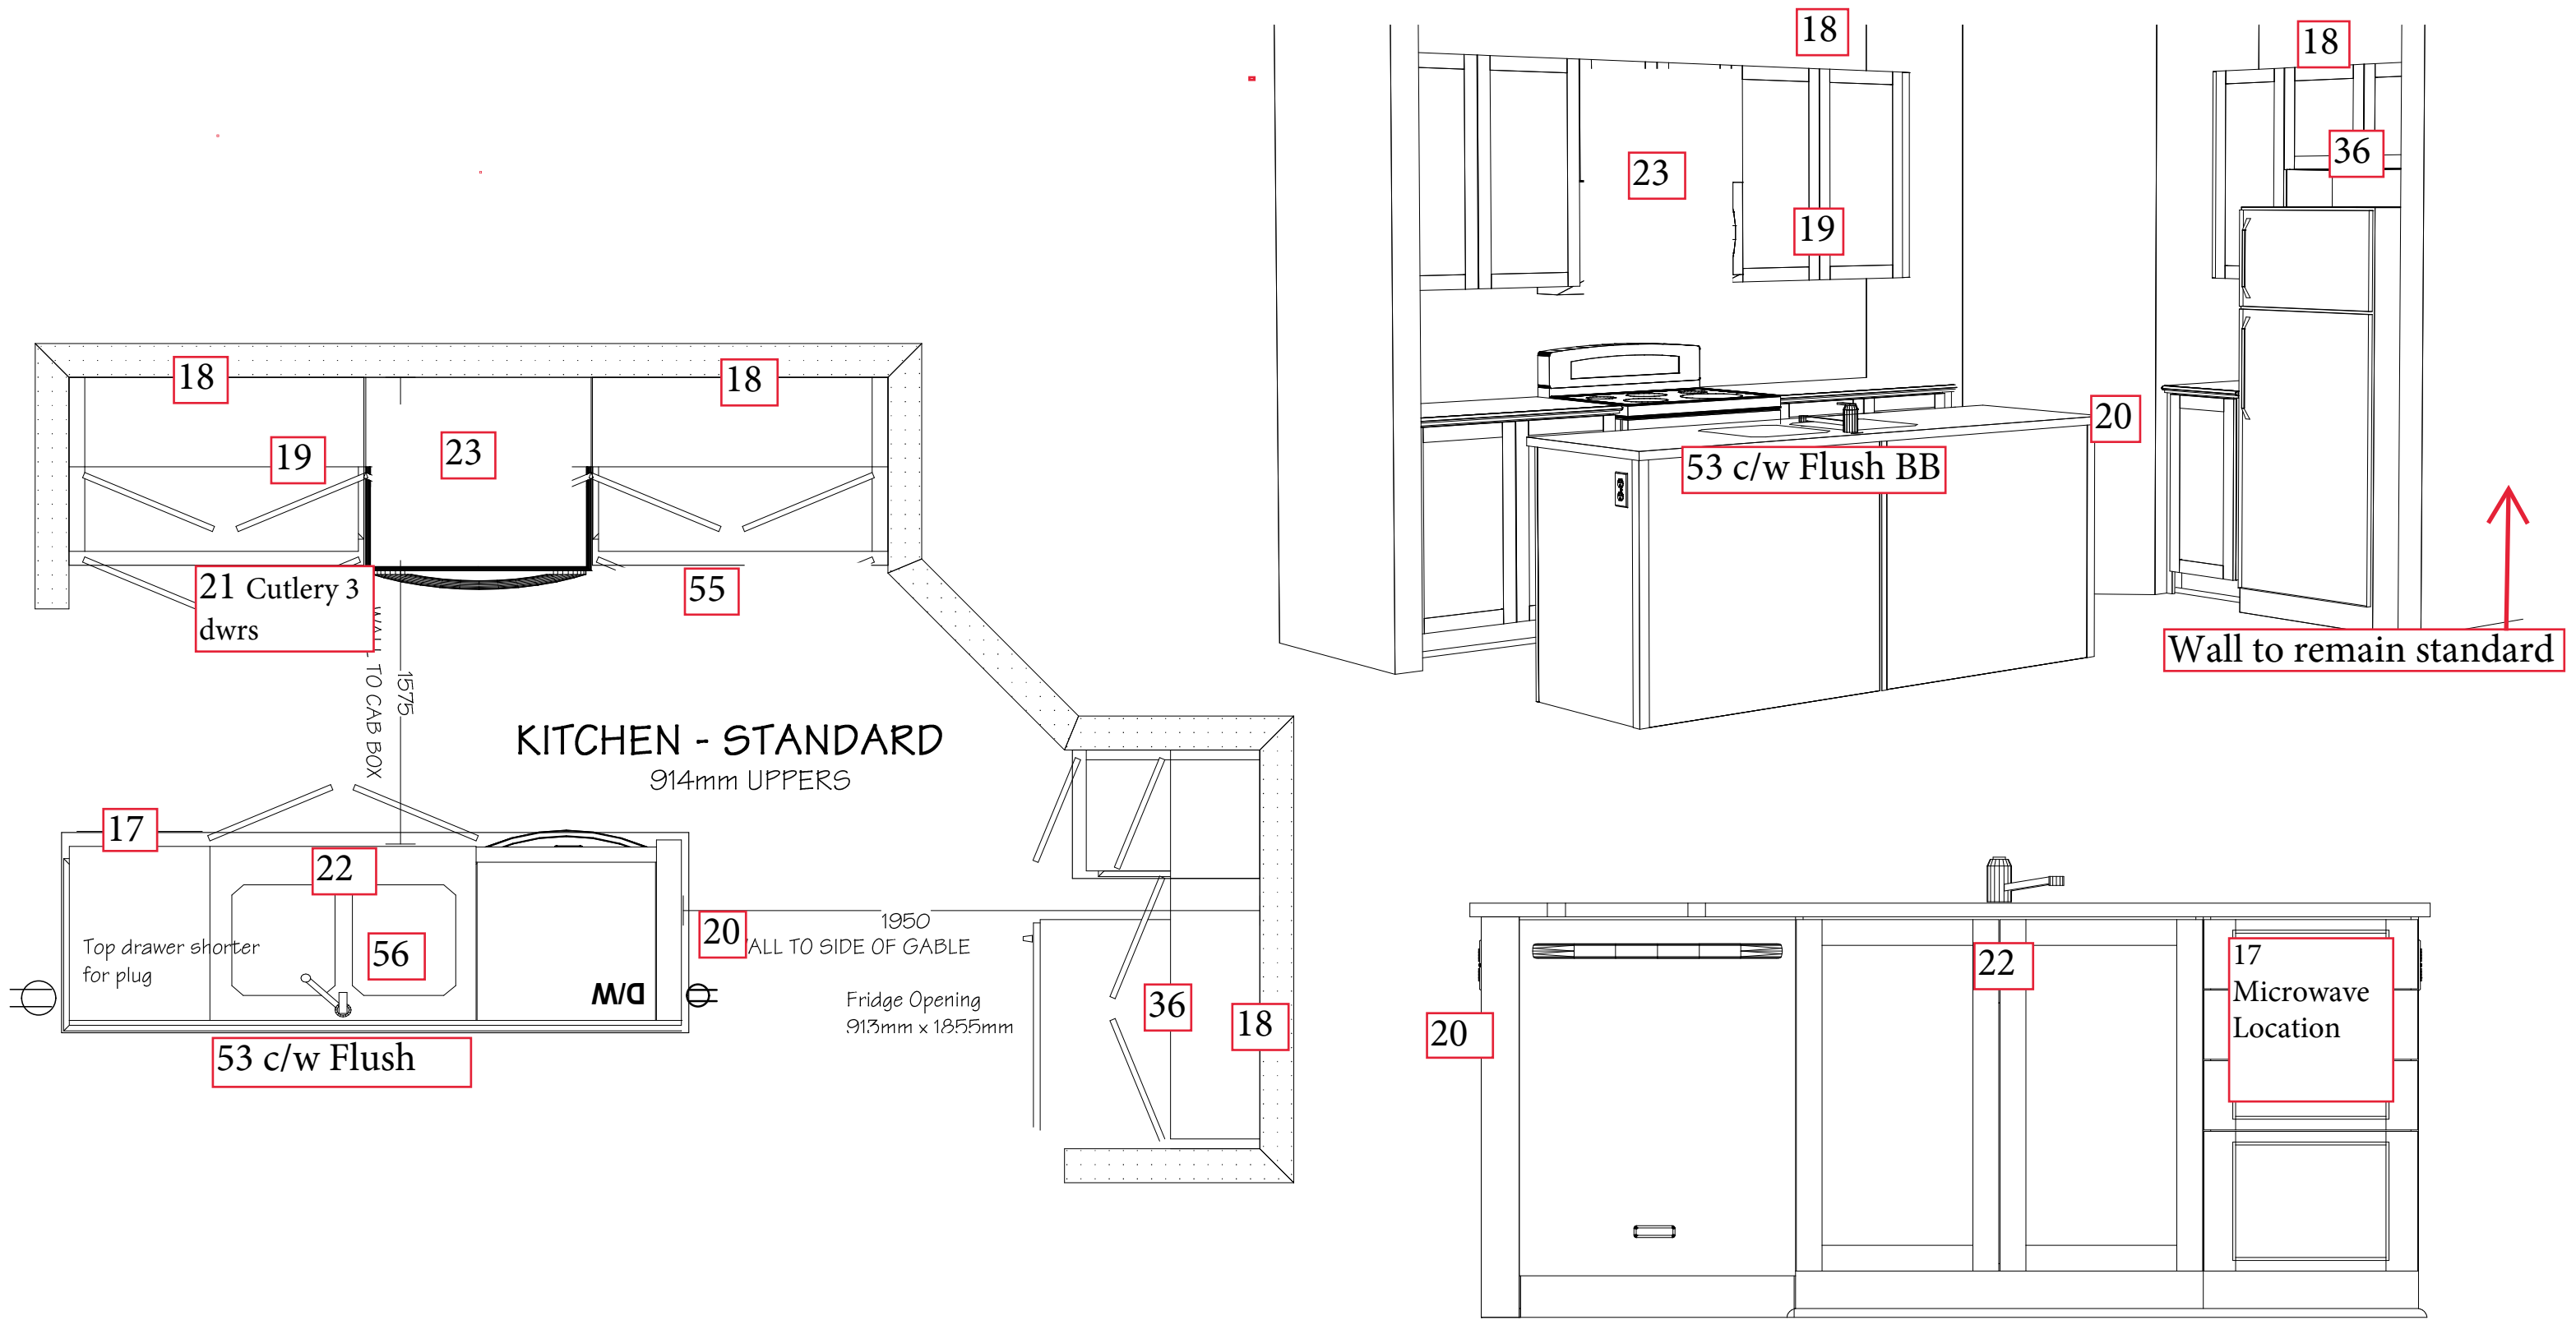 18
18
18
36
23
19
18
18
19
23
20
53 c/w Flush BB
21 Cutlery 3
dwrs
55
Wall to remain standard
WALL TO CAB BOX
1575
KITCHEN - STANDARD
914mm UPPERS
17
22
Top drawer shorter
for plug
56
D/W
20
1950
ALL TO SIDE OF GABLE
Fridge Opening
913mm x 1855mm
36
18
53 c/w Flush
20
22
17
Microwave
Location